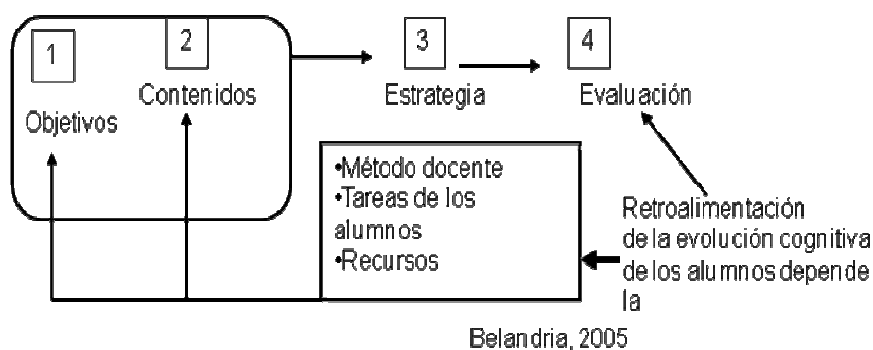 1
Objetivos
2
Contenidos
3
Estrategia
4
Evaluación
•Método docente
•Tareas de los
alumnos
•Recursos
Retroalimentación
de la evolución cognitiva
de los alumnos depende
la
Belandria, 2005